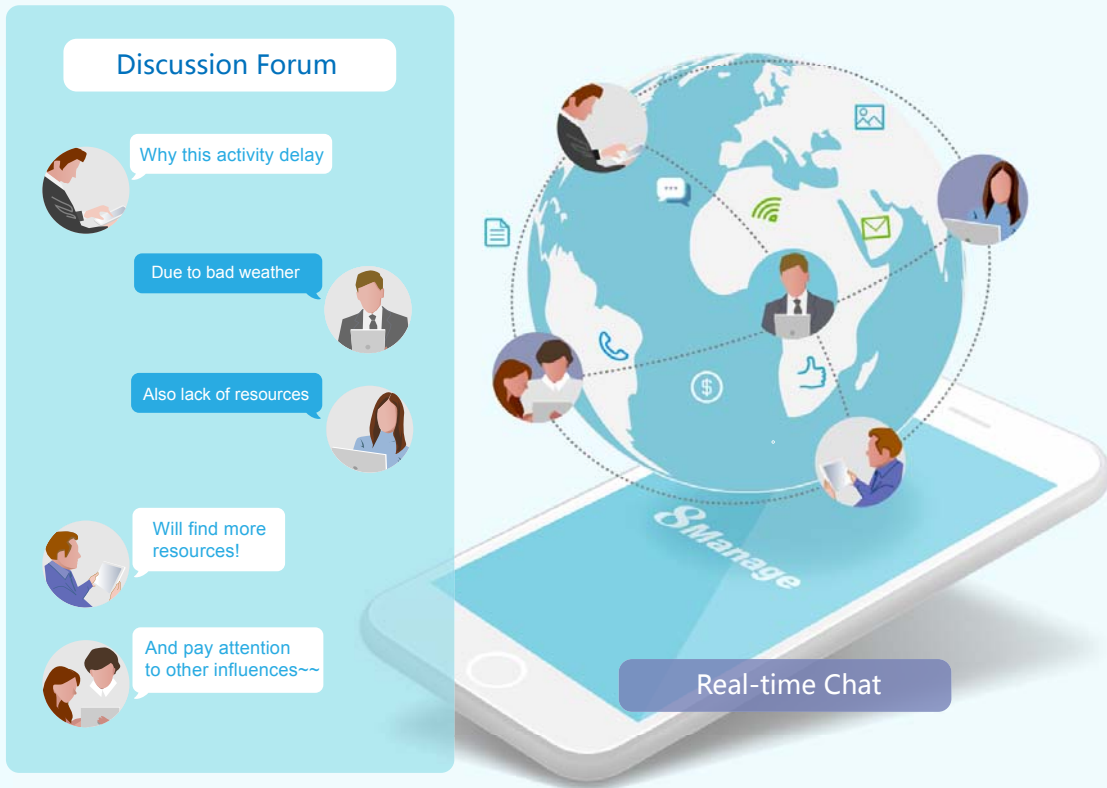 Discussion Forum
Why this activity delay
Due to bad weather
Also lack of resources
Will find more
resources!
And pay attention
to other influences~~
$
8Manage
Real-time Chat